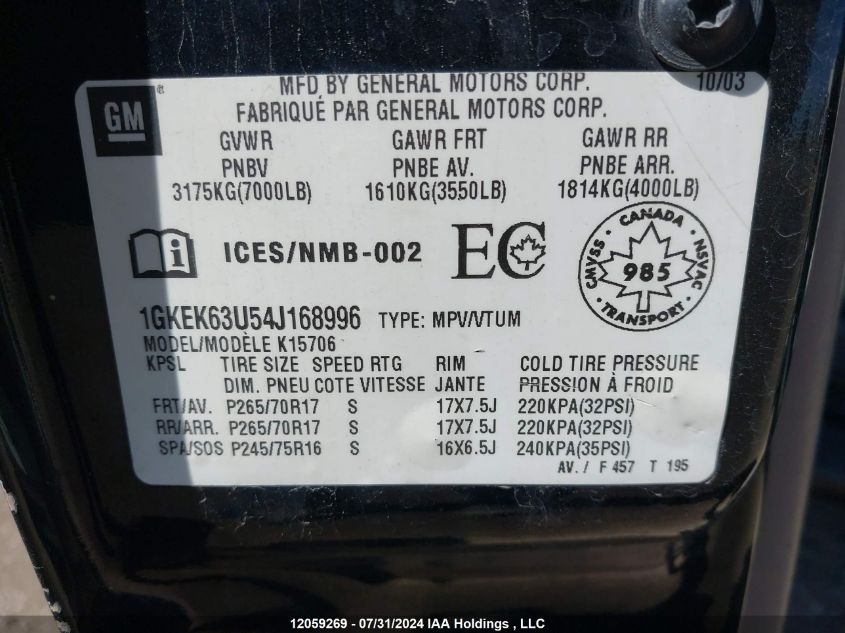 MFD BY GENERAL MOTORS CORP. 10/03
GM ®
FABRIQUÉ PAR GENERAL MOTORS CORP.
GVWR GAWR FRT GAWR RR
PNBV PNBE AV. PNBE ARR.
3175KG(7000LB) 1610KG(3550LB) 1814KG(4000LB)
i ICES/NMB-002 EC CANADA CMVSS NSVAC 985 TRANSPORT
1GKEK63U54J168996 TYPE: MPV/VTUM
MODEL/MODÈLE K15706
KPSL TIRE SIZE SPEED RTG RIM COLD TIRE PRESSURE
DIM. PNEU COTE VITESSE JANTE PRESSION À FROID
FRT/AV. P265/70R17 S 17X7.5J 220KPA(32PSI)
RR/ARR. P265/70R17 S 17X7.5J 220KPA(32PSI)
SPA/SOS P245/75R16 S 16X6.5J 240KPA(35PSI)
AV. / F 457 T 195
12059269 - 07/31/2024 IAA Holdings , LLC